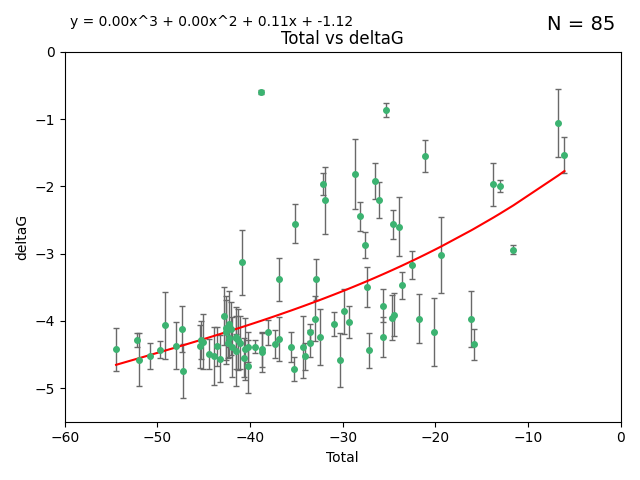 y = 0.00x^3 + 0.00x^2 + 0.11x + -1.12
N = 85
Total vs deltaG
0
−1
−2
−3
−4
−5
deltaG
−60 −50 −40 −30 −20 −10 0
Total